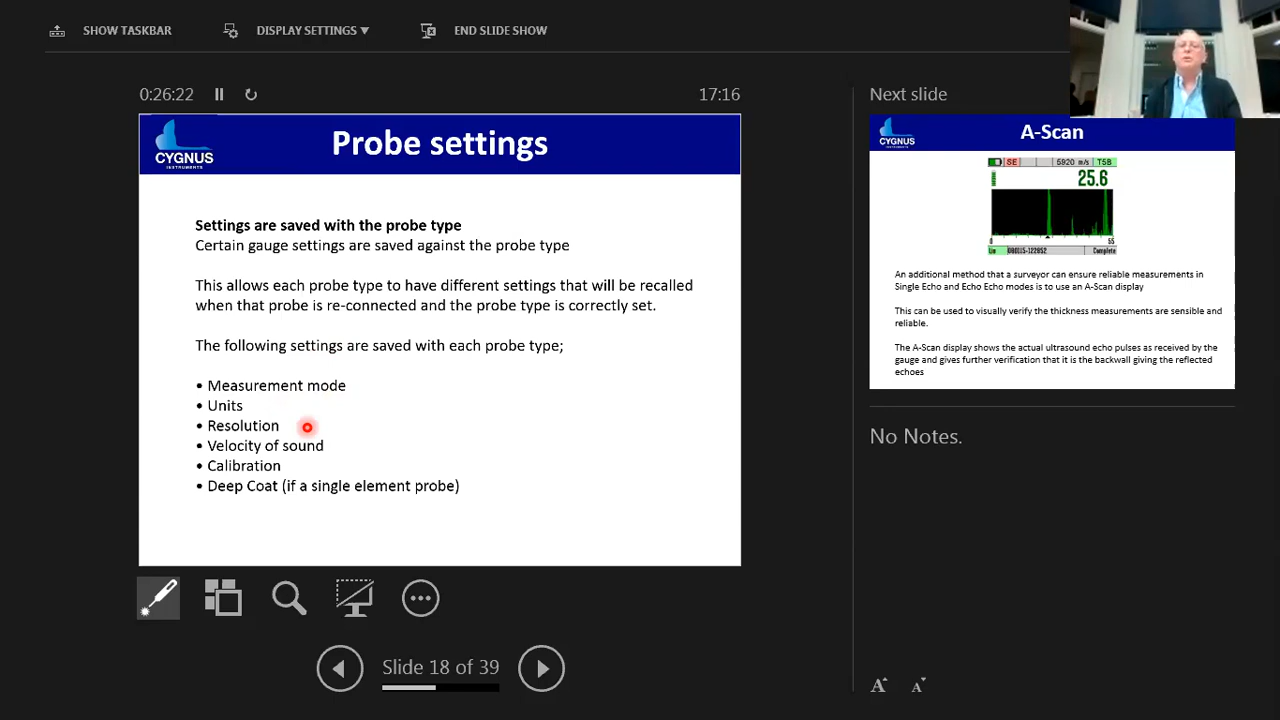 SHOW TASKBAR
DISPLAY SETTINGS
END SLIDE SHOW
0:26:22
17:16
CYGNUS
INSTRUMENTS
Probe settings
Settings are saved with the probe type
Certain gauge settings are saved against the probe type
This allows each probe type to have different settings that will be recalled
when that probe is re-connected and the probe type is correctly set.
The following settings are saved with each probe type;
• Measurement mode
• Units
• Resolution
• Velocity of sound
• Calibration
• Deep Coat (if a single element probe)
Slide 18 of 39
Next slide
CYGNUS
INSTRUMENTS
A-Scan
SE
5920 m/s
T5B
25.6
0
55
Complete
An additional method that a surveyor can ensure reliable measurements in
Single Echo and Echo Echo modes is to use an A-Scan display
This can be used to visually verify the thickness measurements are sensible and
reliable.
The A-Scan display shows the actual ultrasound echo pulses as received by the
gauge and gives further verification that it is the backwall giving the reflected
echoes
No Notes.
A
A